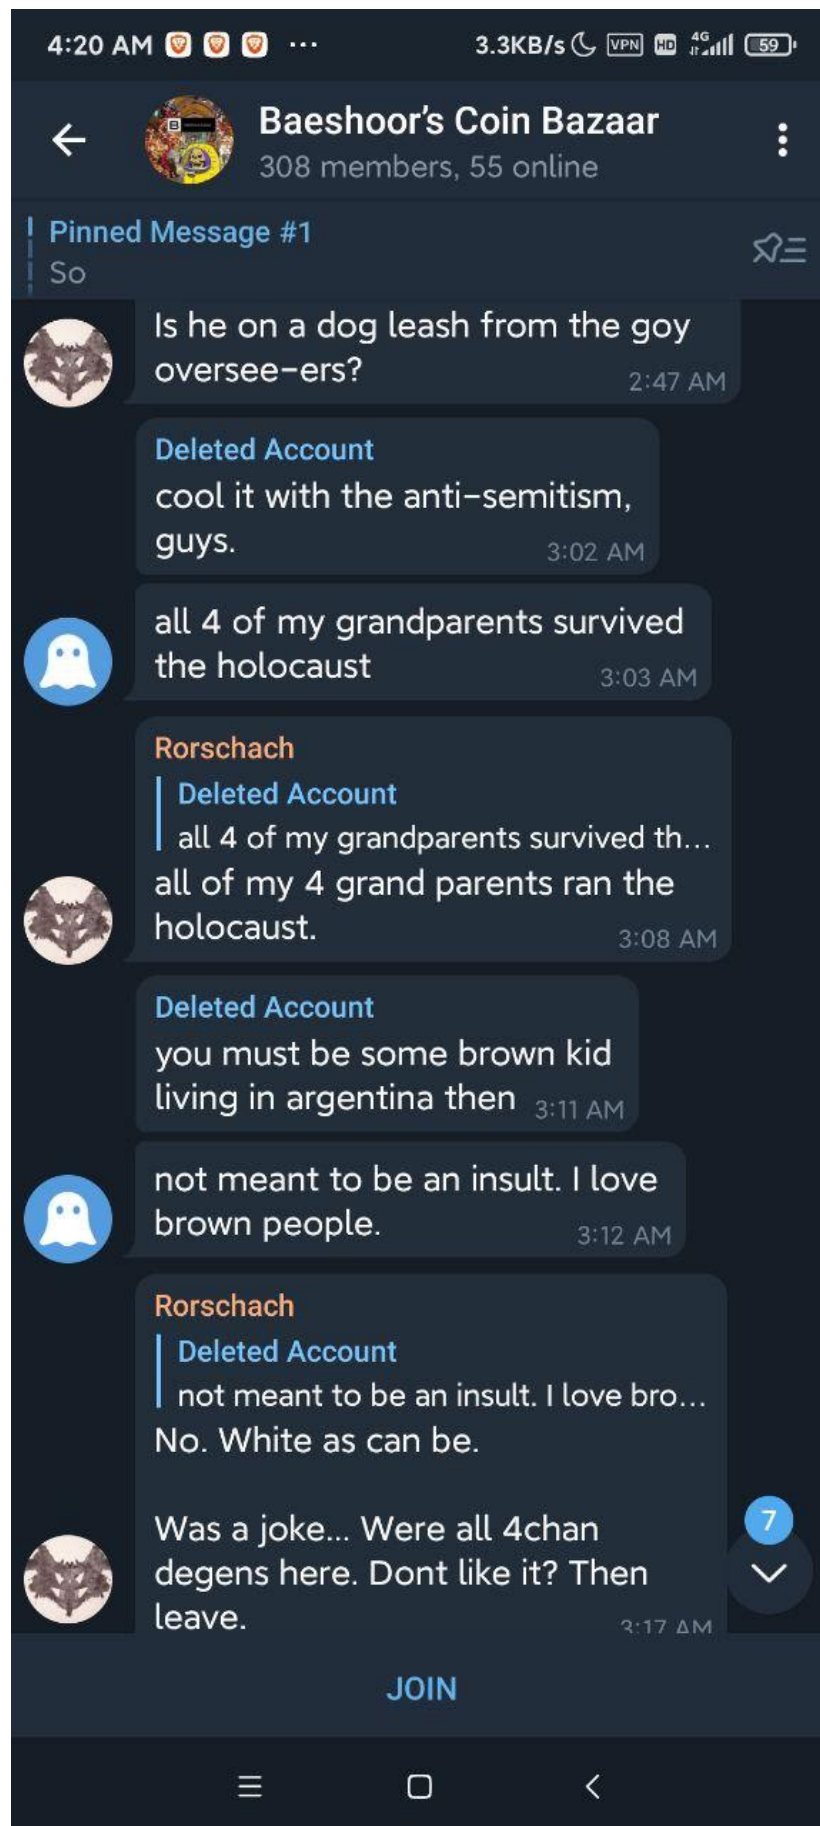 4:20 AM ... 3.3KB/s VPN HD 4G 59
Baeshoor's Coin Bazaar
308 members, 55 online
Pinned Message #1
So
Is he on a dog leash from the goy
oversee-ers?
2:47 AM
Deleted Account
cool it with the anti-semitism,
guys.
3:02 AM
all 4 of my grandparents survived
the holocaust
3:03 AM
Rorschach
Deleted Account
all 4 of my grandparents survived th...
all of my 4 grand parents ran the
holocaust.
3:08 AM
Deleted Account
you must be some brown kid
living in argentina then 3:11 AM
not meant to be an insult. I love
brown people.
3:12 AM
Rorschach
Deleted Account
not meant to be an insult. I love bro...
No. White as can be.
Was a joke... Were all 4chan
degens here. Dont like it? Then
leave.
3:17 AM
7
JOIN